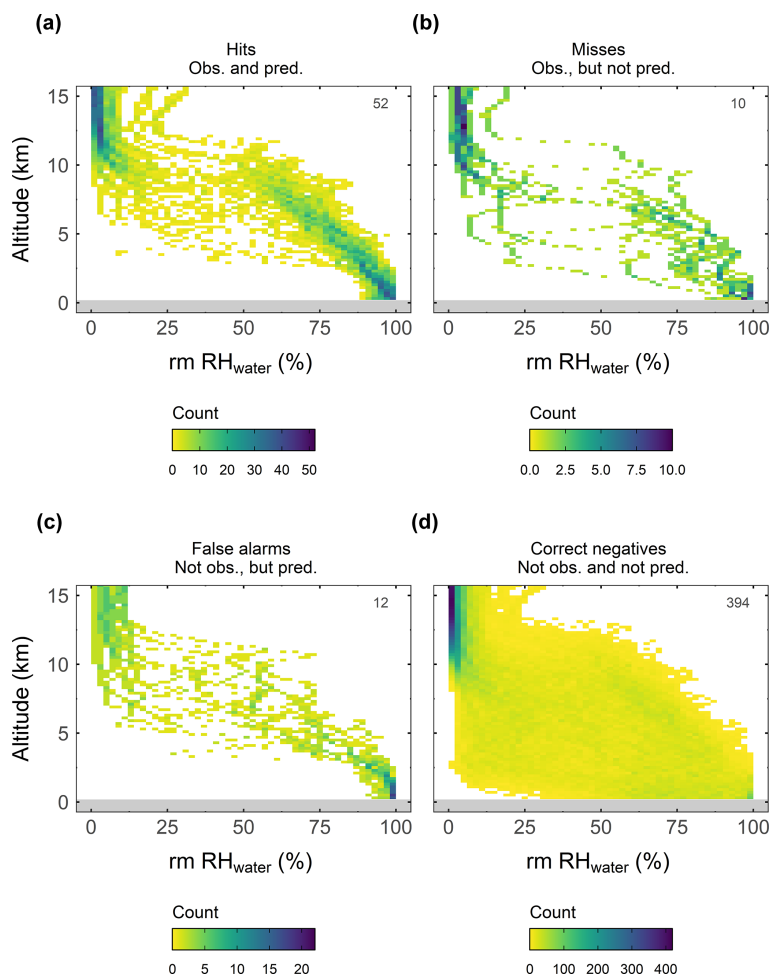 (a)
Hits
Obs. and pred.
52
15
10
5
0
Altitude (km)
0 25 50 75 100
rm RHwater (%)
Count
0 10 20 30 40 50
(b)
Misses
Obs., but not pred.
10
0 25 50 75 100
rm RHwater (%)
Count
0.0 2.5 5.0 7.5 10.0
(c)
False alarms
Not obs., but pred.
12
15
10
5
0
Altitude (km)
0 25 50 75 100
rm RHwater (%)
Count
0 5 10 15 20
(d)
Correct negatives
Not obs. and not pred.
394
0 25 50 75 100
rm RHwater (%)
Count
0 100 200 300 400